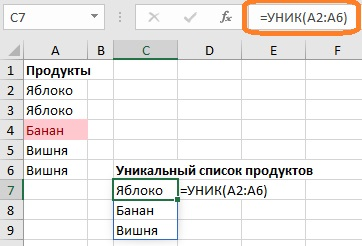 C7 fx =УНИК(A2:A6)
A B C D E F
1 Продукты
2 Яблоко
3 Яблоко
4 Банан
5 Вишня
6 Вишня Уникальный список продуктов
7 Яблоко =УНИК(A2:A6)
8 Банан
9 Вишня